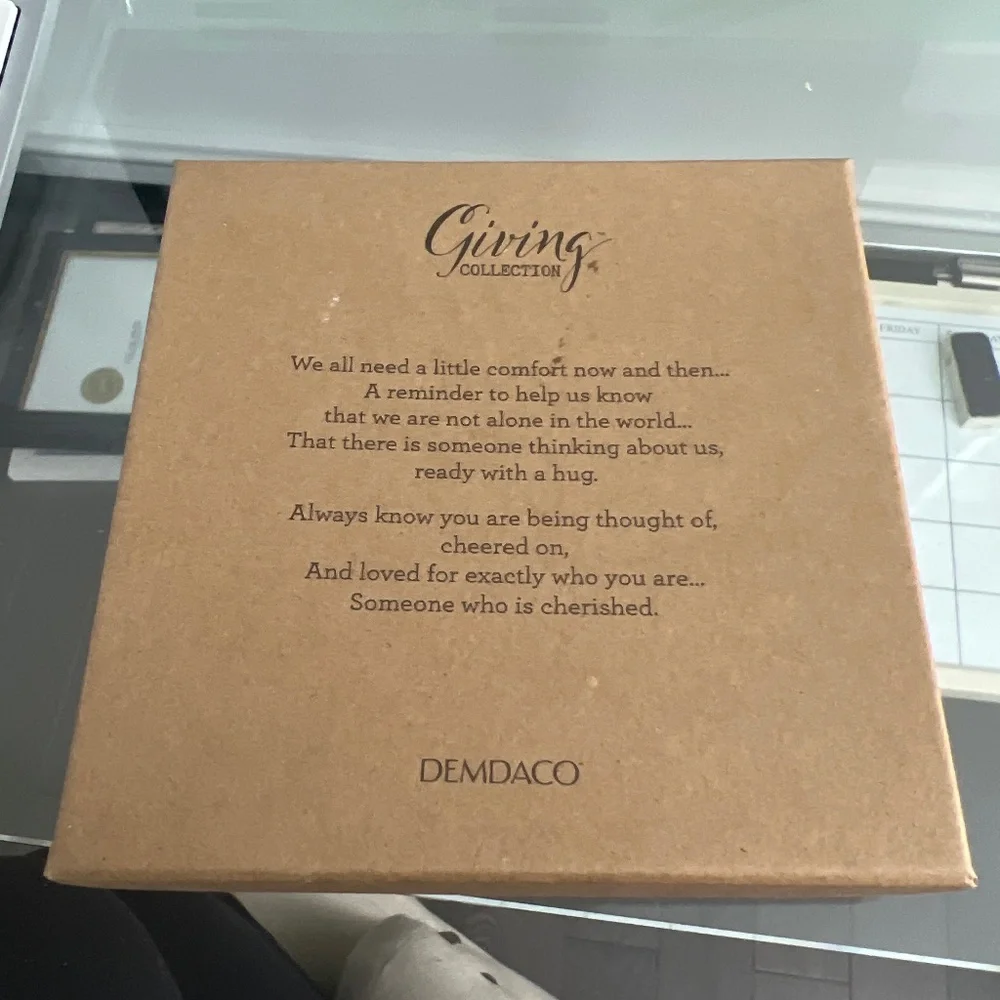 Giving
COLLECTION
We all need a little comfort now and then...
A reminder to help us know
that we are not alone in the world...
That there is someone thinking about us,
ready with a hug.
Always know you are being thought of,
cheered on,
And loved for exactly who you are...
Someone who is cherished.
DEMDACO
FRIDAY